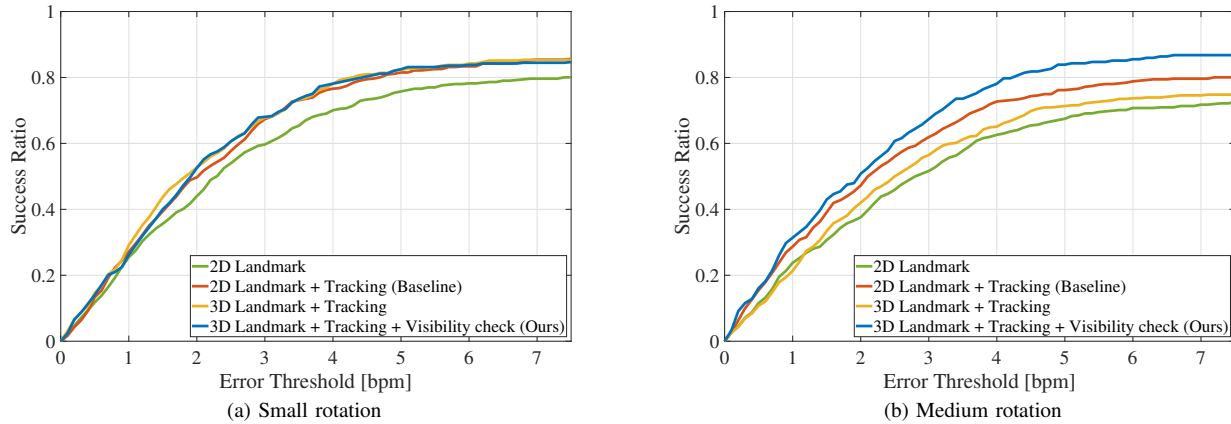 1
0.8
0.6
0.4
0.2
0
Success Ratio
0 1 2 3 4 5 6 7
Error Threshold [bpm]
2D Landmark
2D Landmark + Tracking (Baseline)
3D Landmark + Tracking
3D Landmark + Tracking + Visibility check (Ours)
(a) Small rotation
1
0.8
0.6
0.4
0.2
0
Success Ratio
0 1 2 3 4 5 6 7
Error Threshold [bpm]
2D Landmark
2D Landmark + Tracking (Baseline)
3D Landmark + Tracking
3D Landmark + Tracking + Visibility check (Ours)
(b) Medium rotation